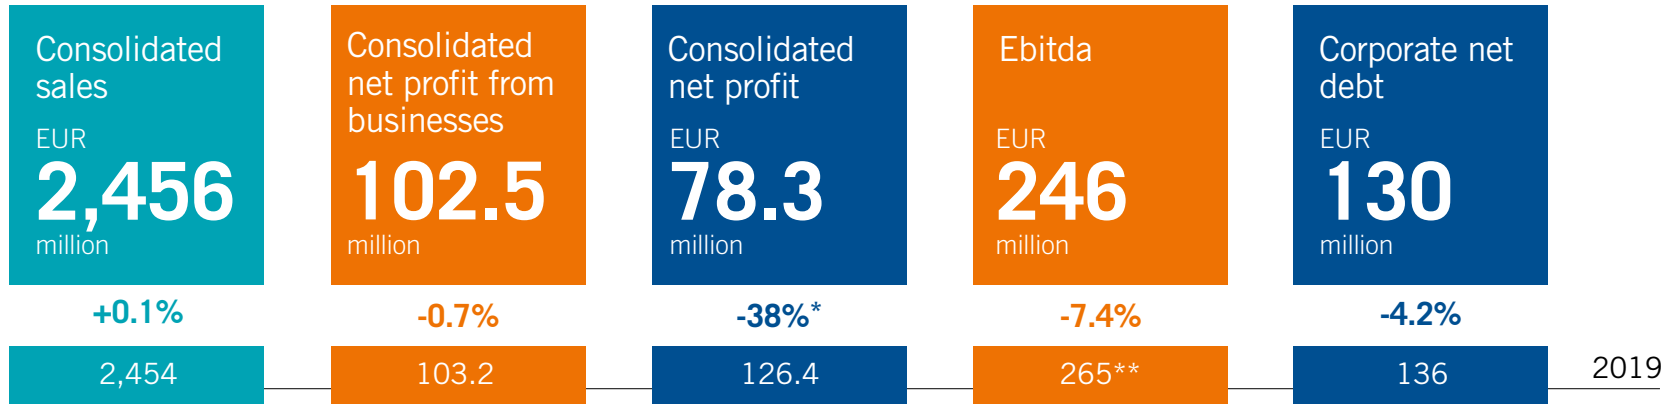 Consolidated
sales
EUR
2,456
million
+0.1%
2,454
Consolidated
net profit from
businesses
102.5
million
-0.7%
103.2
Consolidated
net profit
EUR
78.3
million
-38%*
126.4
Ebitda
EUR
246
million
-7.4%
265**
Corporate net
debt
EUR
130
million
-4.2%
136
2019